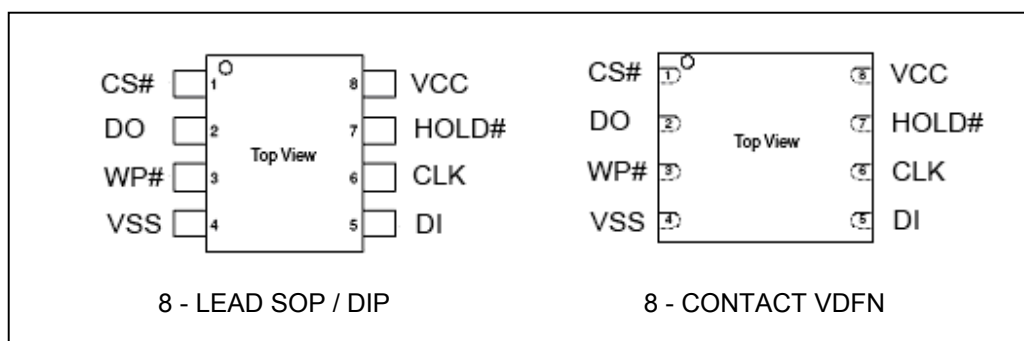 CS# 1 8 VCC
DO 2 7 HOLD#
Top View
WP# 3 6 CLK
VSS 4 5 DI
8 - LEAD SOP / DIP
CS# 1 8 VCC
DO 2 7 HOLD#
Top View
WP# 3 6 CLK
VSS 4 5 DI
8 - CONTACT VDFN